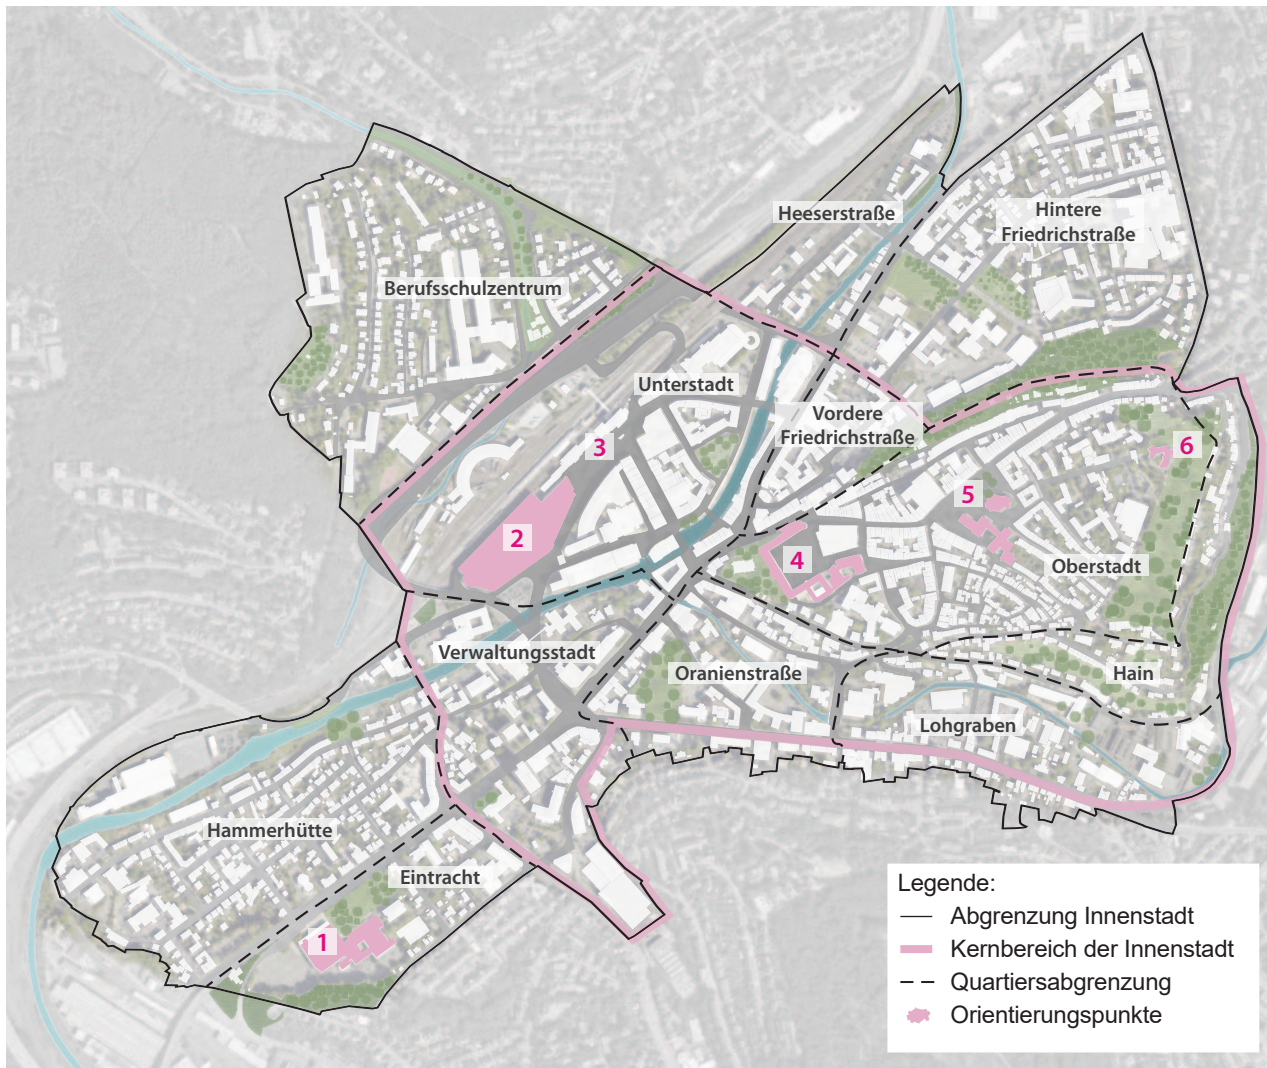 Heeserstraße
Hintere
Friedrichstraße
Berufsschulzentrum
Unterstadt
Vordere
Friedrichstraße
3
6
5
2
4
Oberstadt
Verwaltungsstadt
Oranienstraße
Hain
Lohgraben
Hammerhütte
Eintracht
1
Legende:
Abgrenzung Innenstadt
Kernbereich der Innenstadt
Quartiersabgrenzung
Orientierungspunkte